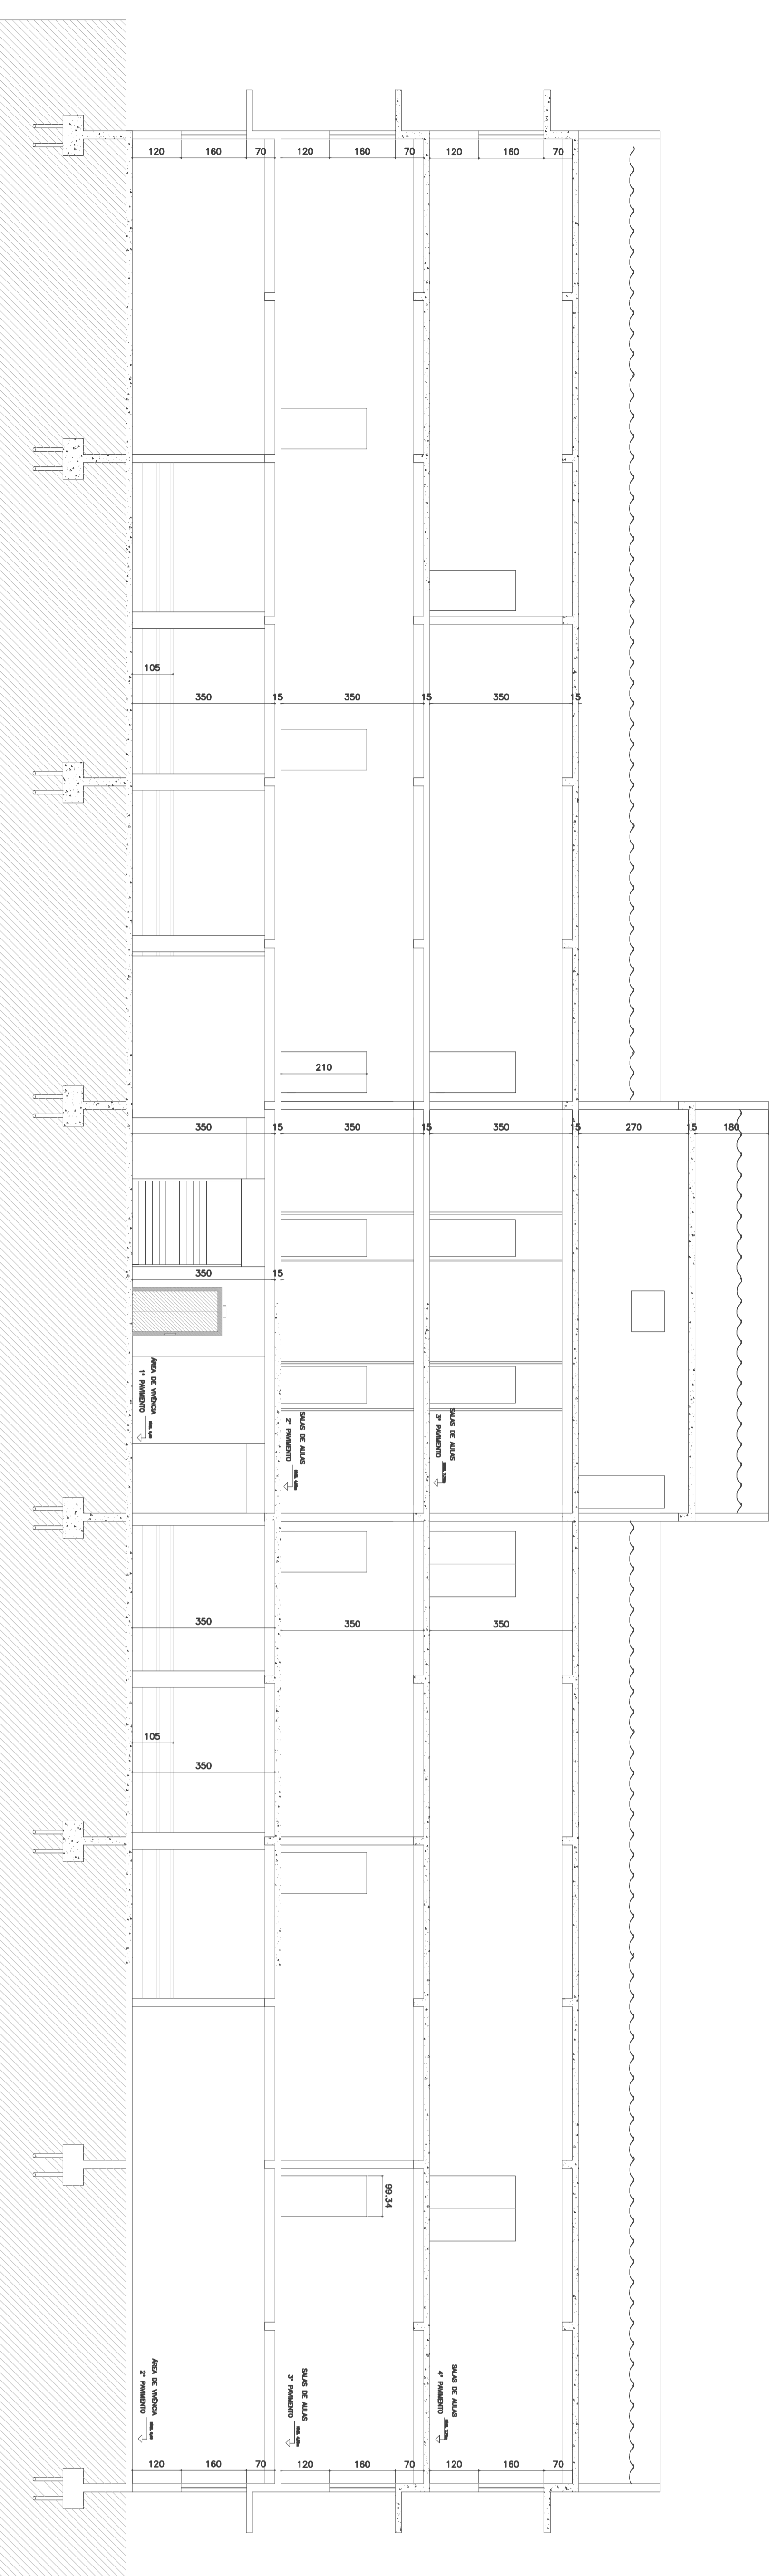 120 160 70 120 160 70 120 160 70
105
350 15 350 15 350 15
210
350 15 350 15 350 15 270 15 180
350 15
ÁREA DE VIVÊNCIA
1º PAVIMENTO
SALAS DE AULAS
2º PAVIMENTO
SALAS DE AULAS
3º PAVIMENTO
350 350 350
105
350
99.34
ÁREA DE VIVÊNCIA
2º PAVIMENTO
SALAS DE AULAS
3º PAVIMENTO
SALAS DE AULAS
4º PAVIMENTO
120 160 70 120 160 70 120 160 70